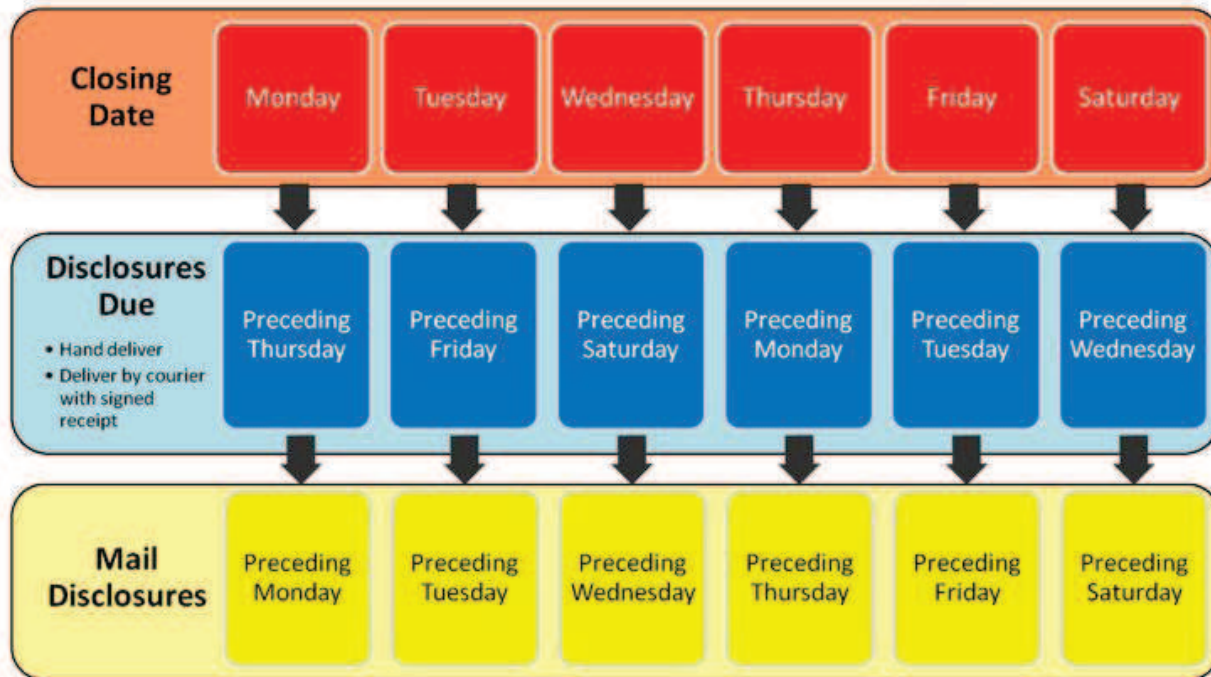 Closing
Date
Monday
Tuesday
Wednesday
Thursday
Friday
Saturday
Disclosures
Due
• Hand deliver
• Deliver by courier
with signed
receipt
Preceding
Thursday
Preceding
Friday
Preceding
Saturday
Preceding
Monday
Preceding
Tuesday
Preceding
Wednesday
Mail
Disclosures
Preceding
Monday
Preceding
Tuesday
Preceding
Wednesday
Preceding
Thursday
Preceding
Friday
Preceding
Saturday